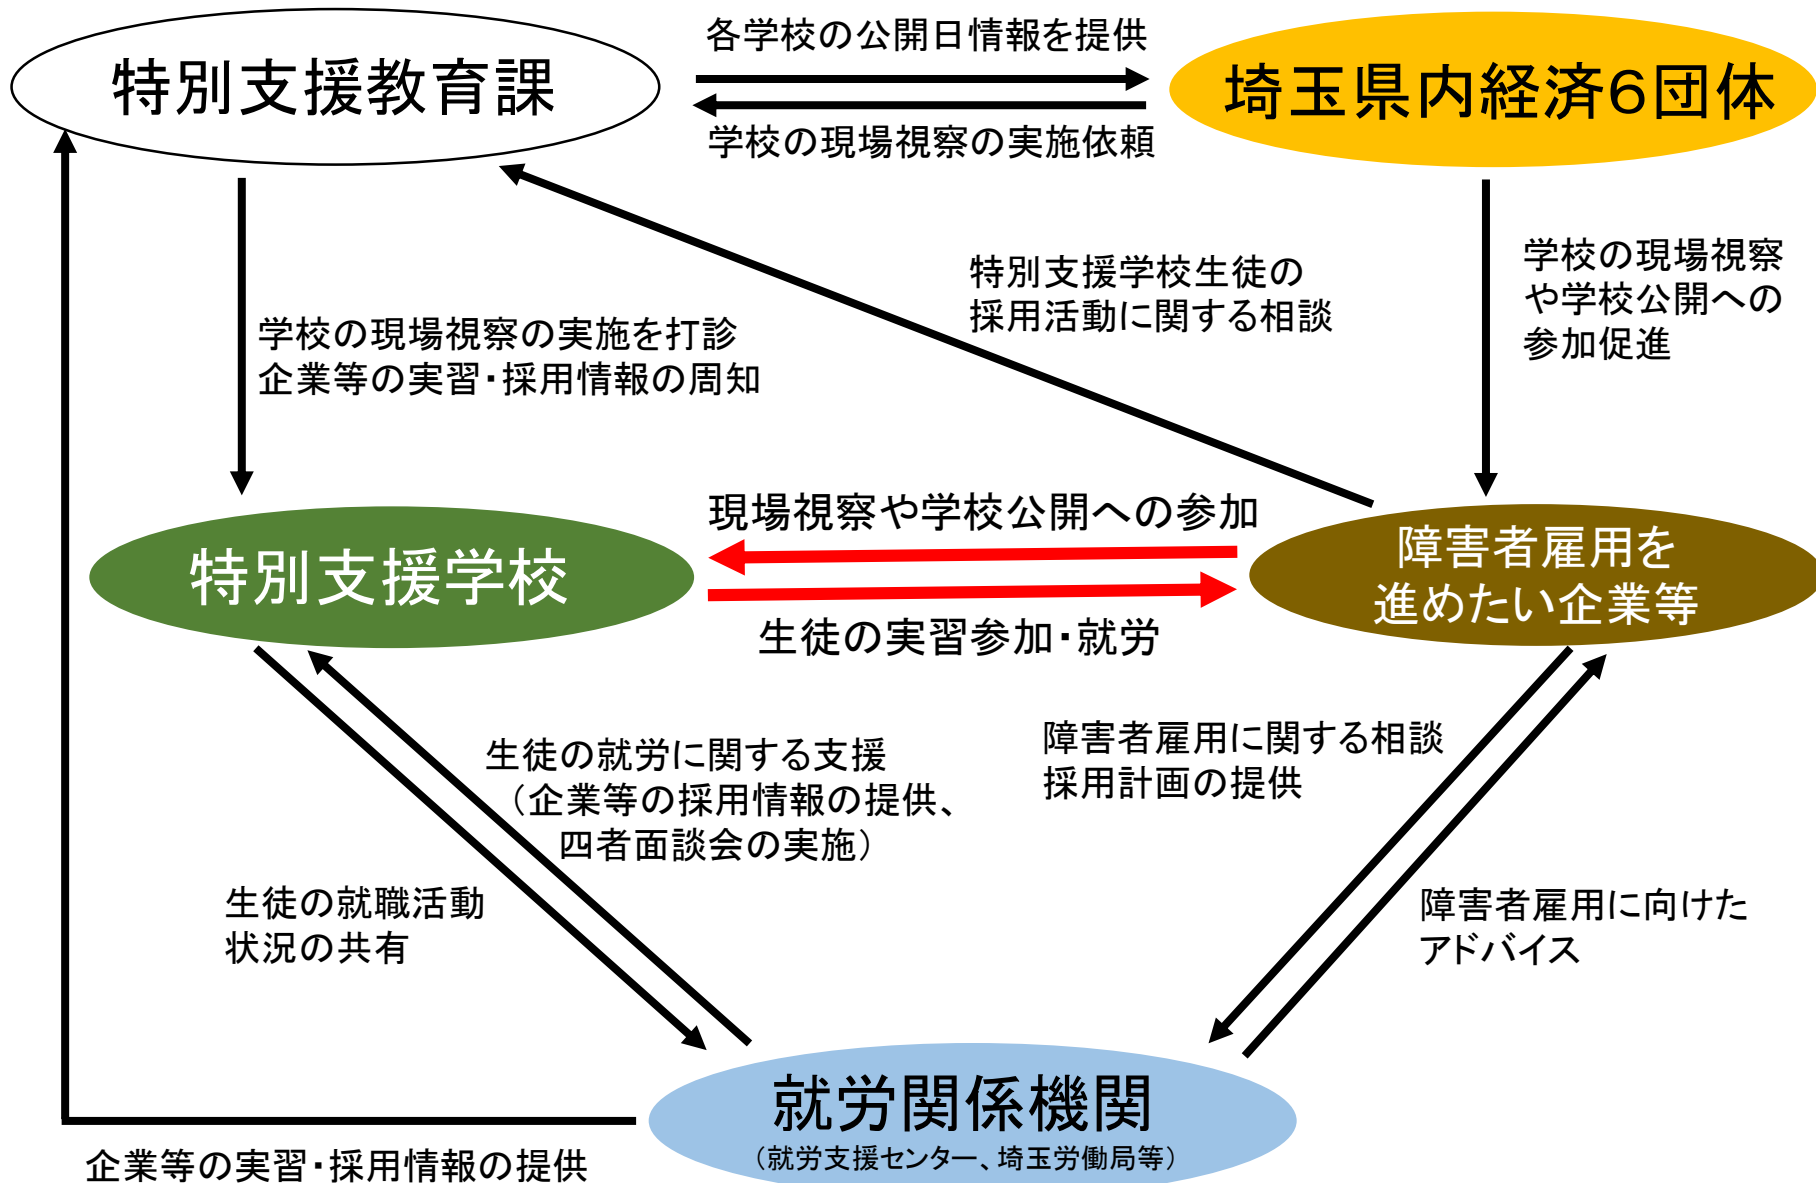 各学校の公開日情報を提供
特別支援教育課
埼玉県内経済６団体
学校の現場視察の実施依頼
特別支援学校生徒の
採用活動に関する相談
学校の現場視察
や学校公開への
参加促進
学校の現場視察の実施を打診
企業等の実習・採用情報の周知
現場視察や学校公開への参加
特別支援学校
障害者雇用を
進めたい企業等
生徒の実習参加・就労
生徒の就労に関する支援
（企業等の採用情報の提供、
四者面談会の実施）
障害者雇用に関する相談
採用計画の提供
生徒の就職活動
状況の共有
障害者雇用に向けた
アドバイス
就労関係機関
（就労支援センター、埼玉労働局等）
企業等の実習・採用情報の提供